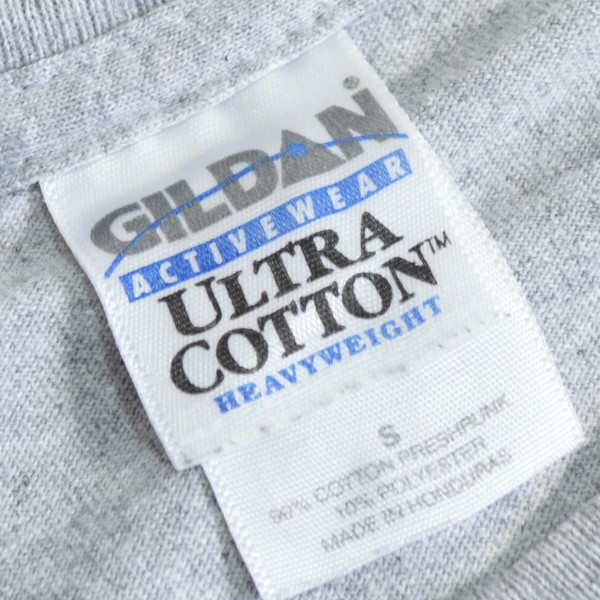 GILDAN®
ACTIVEWEAR
ULTRA
COTTON™
HEAVYWEIGHT
S
90% COTTON PRESHRUNK
10% POLYESTER
MADE IN HONDURAS